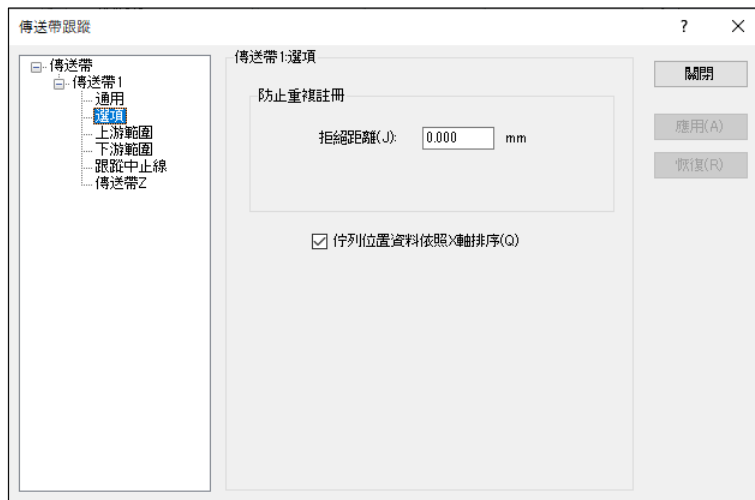 傳送帶跟蹤
?
傳送帶
傳送帶1
通用
選項
上游範圍
下游範圍
跟蹤中止線
傳送帶Z
傳送帶1:選項
防止重複註冊
拒絕距離(J): 0.000 mm
佇列位置資料依照X軸排序(Q)
關閉
應用(A)
恢復(R)